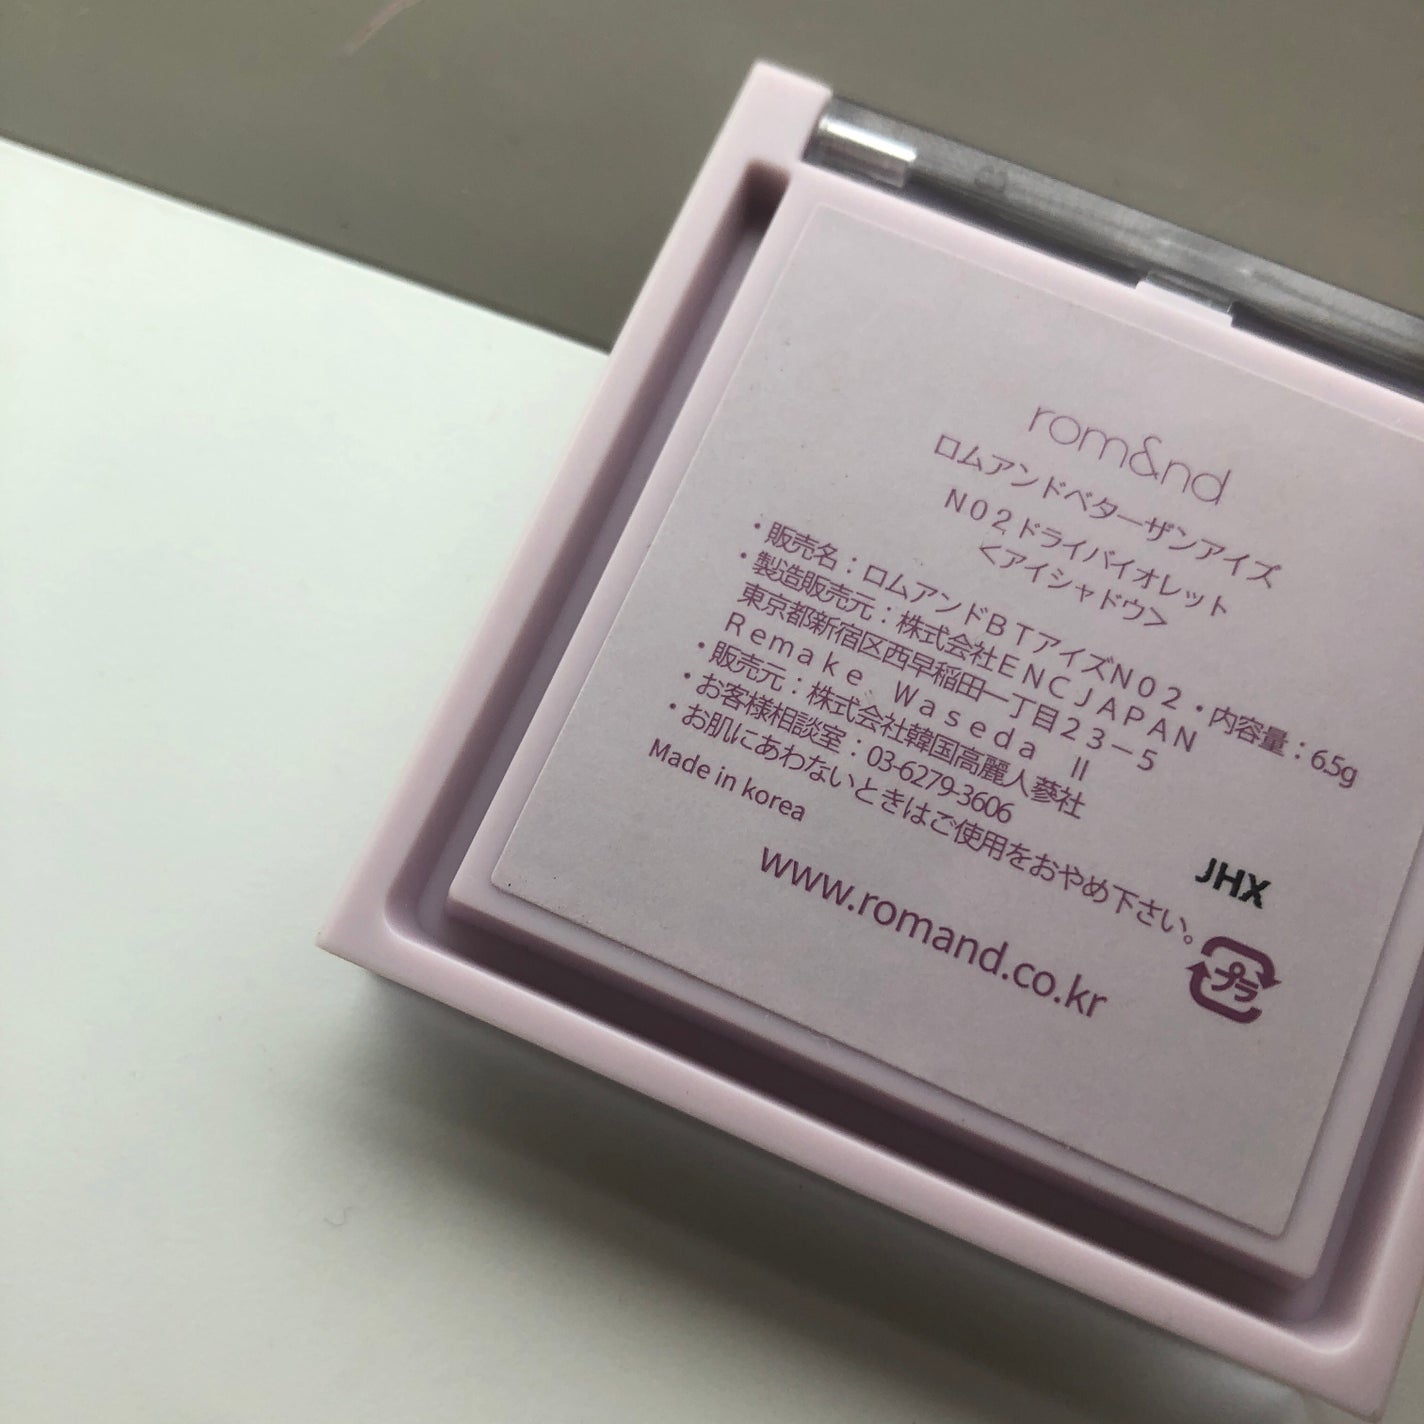 rom&nd
ロムアンドベターザンアイズ
N02ドライバイオレット
<アイシャドウ>
・販売名：ロムアンドBTアイズN02・内容量：6.5g
・製造販売元：株式会社ENC JAPAN
東京都新宿区西早稲田一丁目23－5
Remake Waseda II
・販売元：株式会社韓国高麗人蔘社
・お客様相談室：03-6279-3606
・お肌にあわないときはご使用をおやめ下さい。
Made in korea
JHX
www.romand.co.kr
プラ